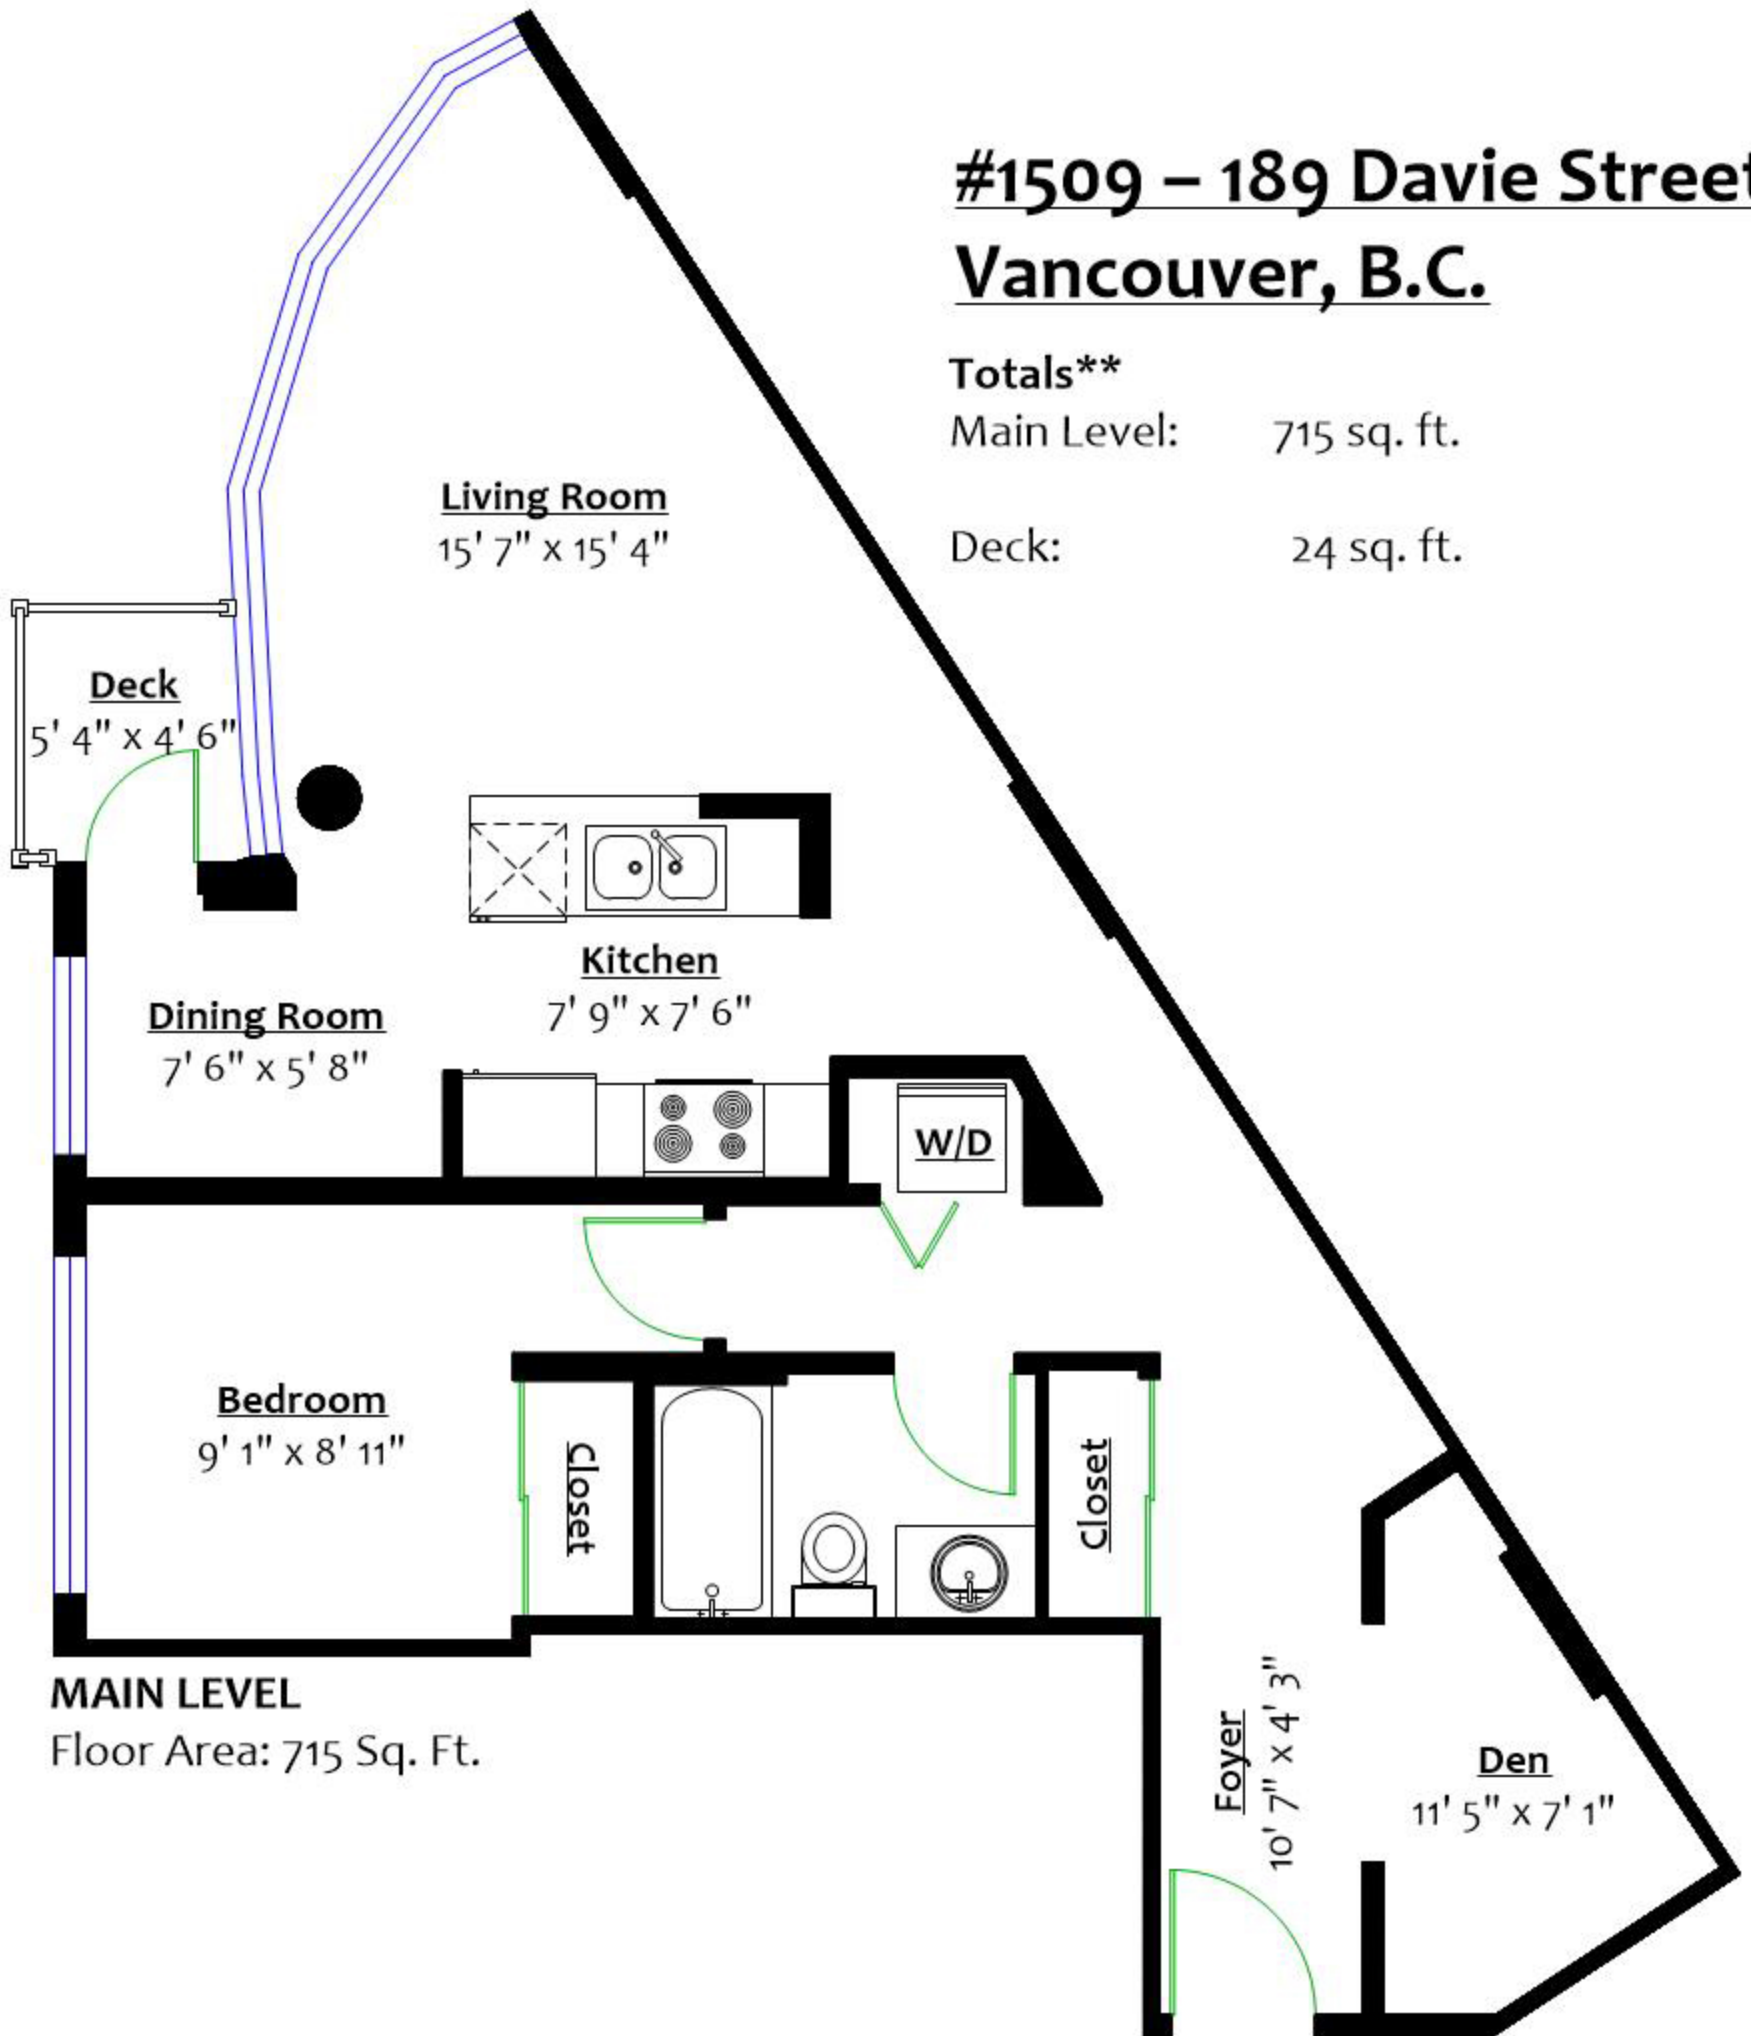 #1509 – 189 Davie Street
Vancouver, B.C.
Totals**
Main Level: 715 sq. ft.
Deck: 24 sq. ft.
Living Room
15' 7" x 15' 4"
Deck
5' 4" x 4' 6"
Kitchen
7' 9" x 7' 6"
Dining Room
7' 6" x 5' 8"
W/D
Bedroom
9' 1" x 8' 11"
Closet
Closet
MAIN LEVEL
Floor Area: 715 Sq. Ft.
Foyer
10' 7" x 4' 3"
Den
11' 5" x 7' 1"